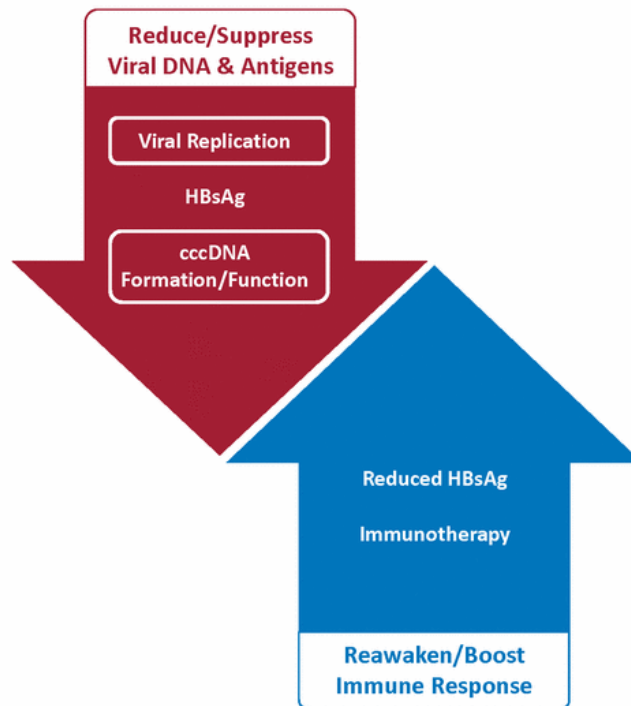 Reduce/Suppress
Viral DNA & Antigens
Viral Replication
HBsAg
cccDNA
Formation/Function
Reduced HBsAg
Immunotherapy
Reawaken/Boost
Immune Response